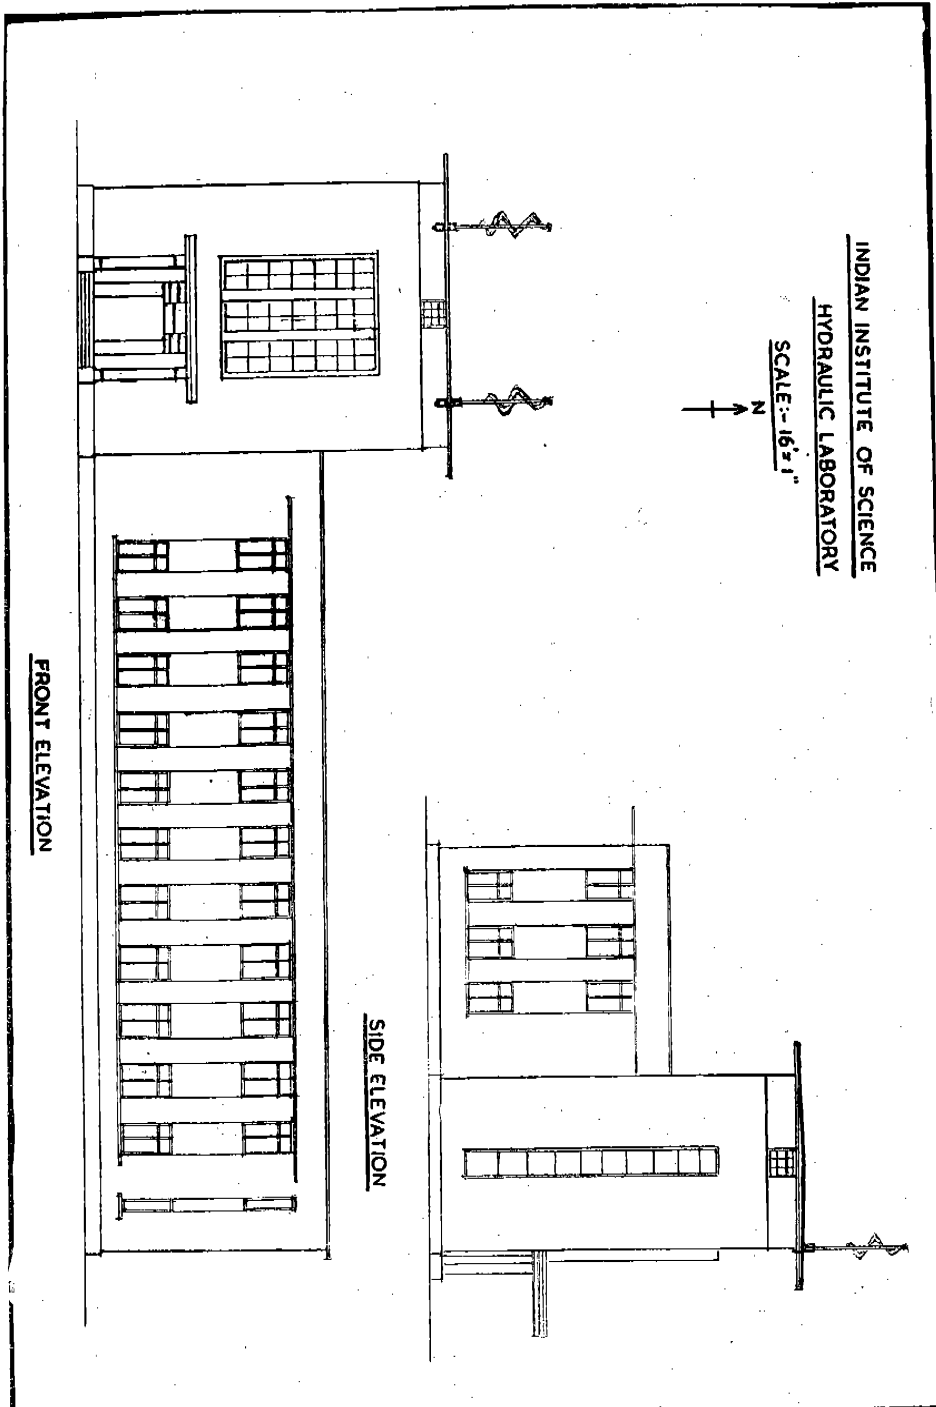 INDIAN INSTITUTE OF SCIENCE
HYDRAULIC LABORATORY
SCALE:- 16'=1"
N
SIDE ELEVATION
FRONT ELEVATION